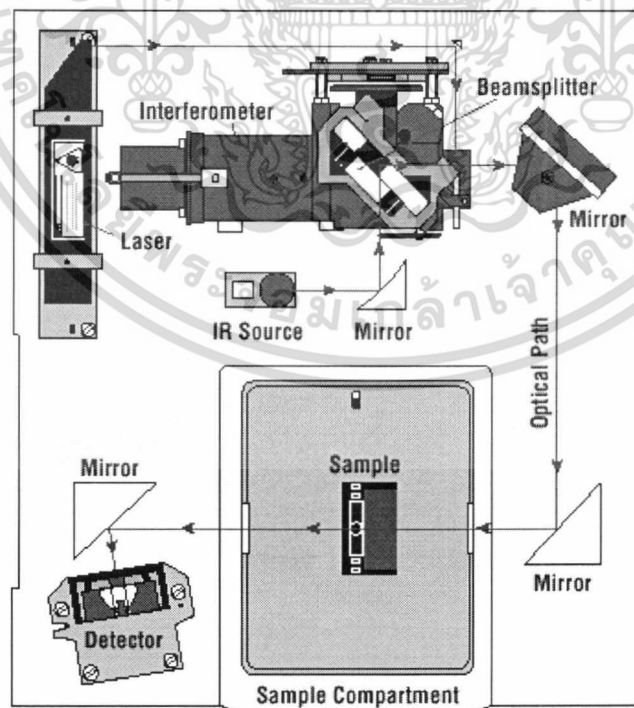 Beamsplitter
Interferometer
Mirror
Laser
IR Source
Mirror
Optical Path
Sample
Mirror
Mirror
Detector
Sample Compartment